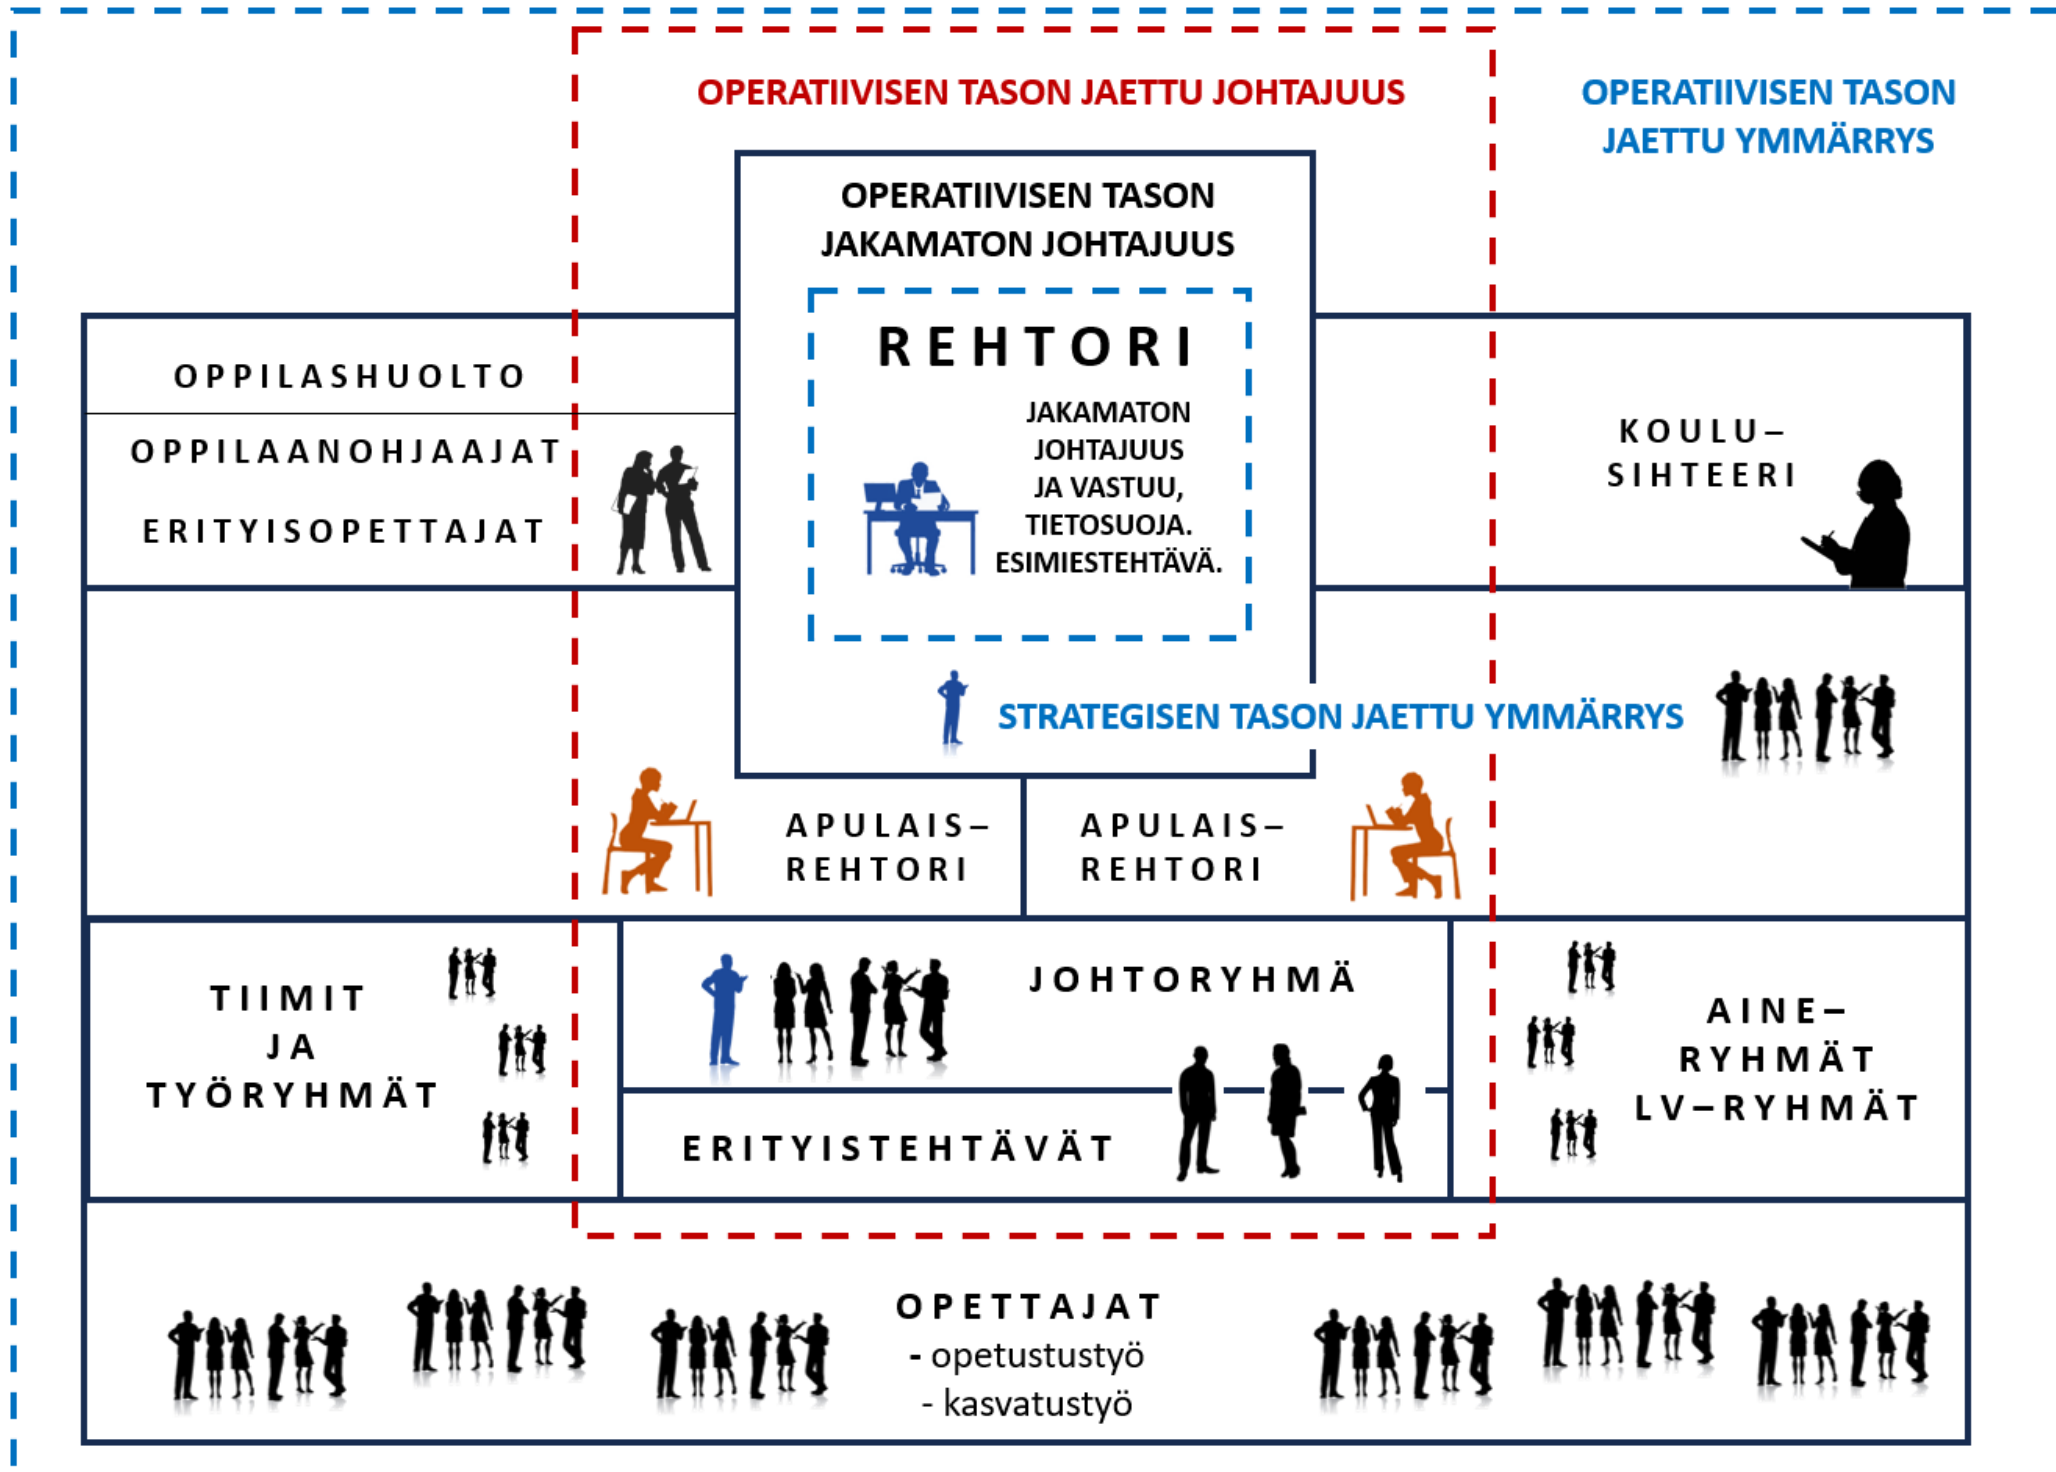 OPERATIIVISEN TASON JAETTU JOHTAJUUS
OPERATIIVISEN TASON
JAETTU YMMÄRRYS
OPERATIIVISEN TASON
JAKAMATON JOHTAJUUS
REHTORI
JAKAMATON
JOHTAJUUS
JA VASTUU,
TIETOSUOJA.
ESIMIESTEHTÄVÄ.
OPPILASHUOLTO
OPPILAANOHJAAJAT
ERITYISOPETTAJAT
KOULU–
SIHTEERI
STRATEGISEN TASON JAETTU YMMÄRRYS
APULAIS–
REHTORI
APULAIS–
REHTORI
TIIMIT
JA
TYÖRYHMÄT
JOHTORYHMÄ
ERITYISTEHTÄVÄT
AINE–
RYHMÄT
LV–RYHMÄT
OPETTAJAT
- opetustustyö
- kasvatustyö